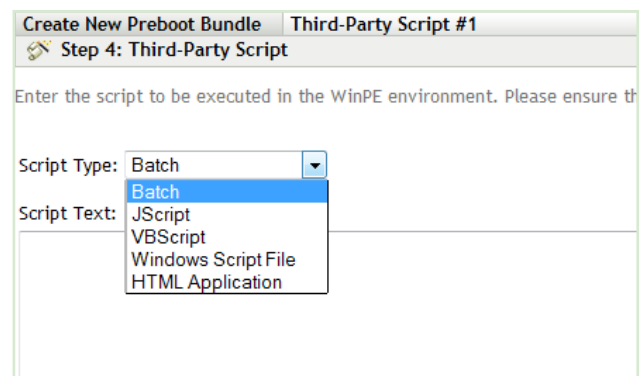 Create New Preboot Bundle Third-Party Script #1
Step 4: Third-Party Script
Enter the script to be executed in the WinPE environment. Please ensure th
Script Type: Batch
Batch
Script Text: JScript
VBScript
Windows Script File
HTML Application